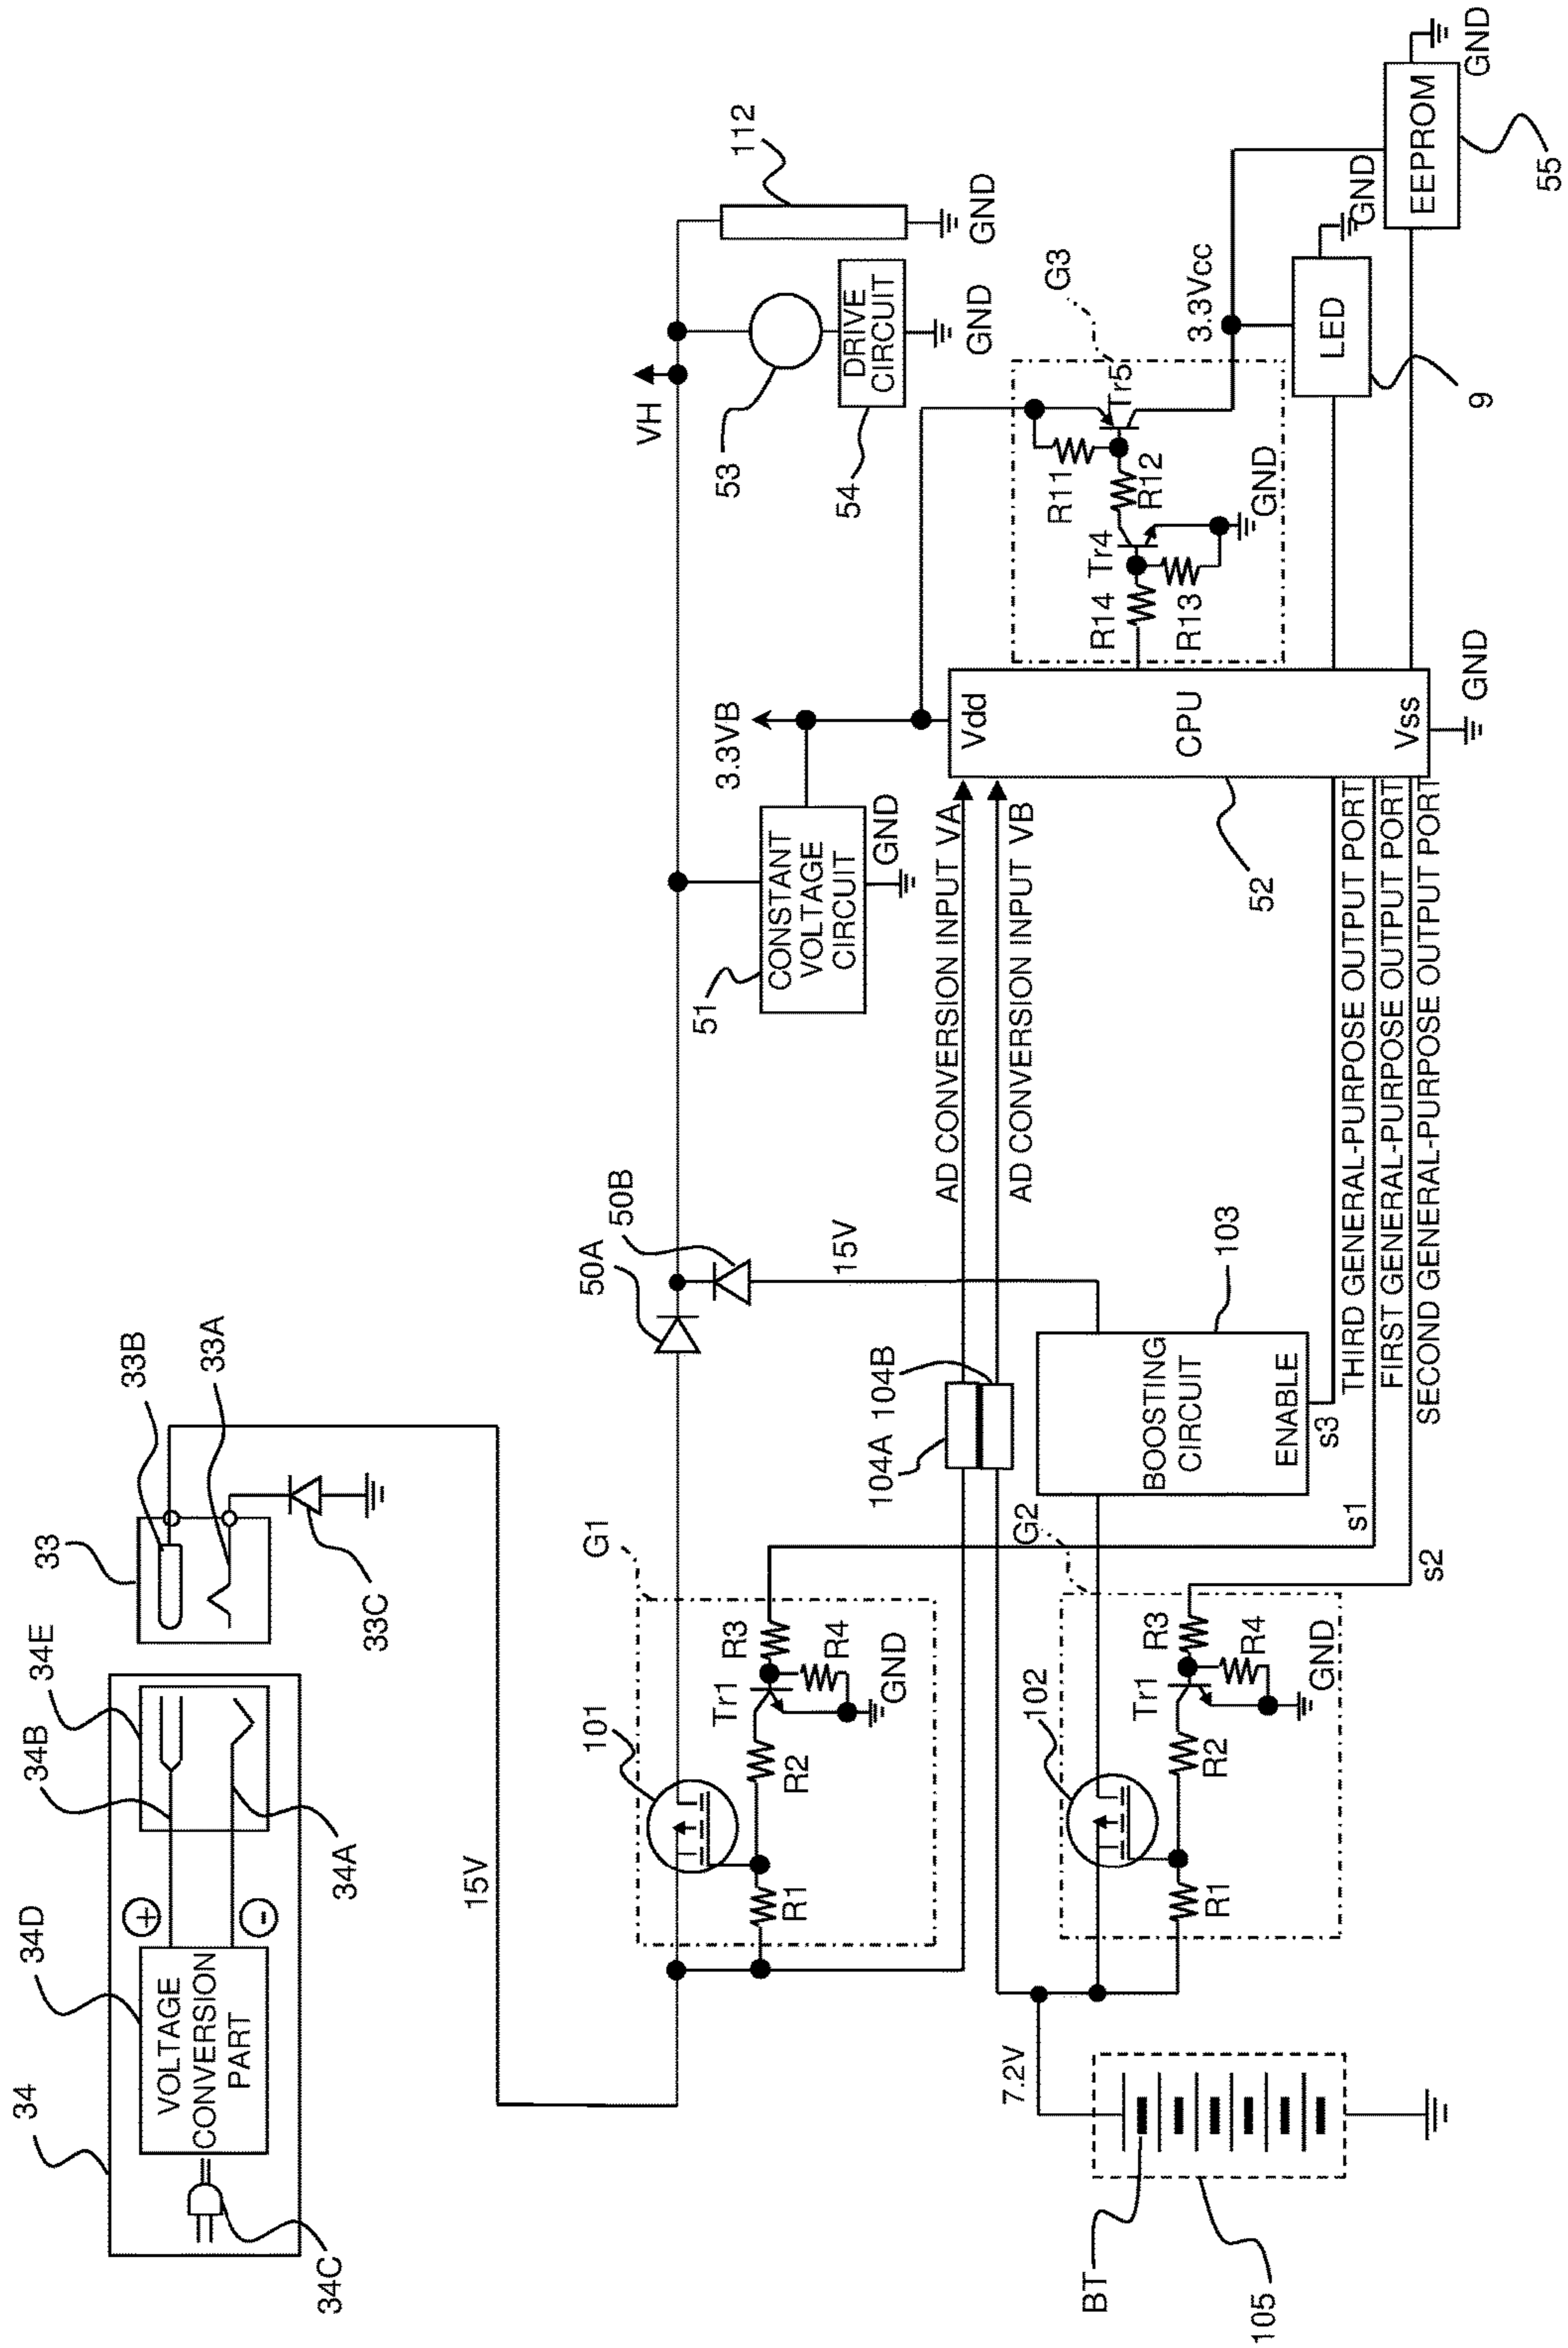 34
34D
34B
34E
33
33B
33A
VOLTAGE
CONVERSION
PART
+
-
34C
34A
33C
15V
101
G1
50A
50B
VH
112
15V
51
CONSTANT
VOLTAGE
CIRCUIT
GND
3.3VB
53
54
DRIVE
CIRCUIT
GND
GND
R1
R2
Tr1
R3
R4
GND
104A
104B
AD CONVERSION INPUT VA
AD CONVERSION INPUT VB
7.2V
BT
105
102
G2
R1
R2
Tr1
R3
R4
GND
BOOSTING
CIRCUIT
ENABLE
103
s3
s1
s2
THIRD GENERAL-PURPOSE OUTPUT PORT
FIRST GENERAL-PURPOSE OUTPUT PORT
SECOND GENERAL-PURPOSE OUTPUT PORT
Vdd
CPU
Vss
52
GND
G3
R14
Tr4
R13
R11
R12
Tr5
GND
3.3Vcc
LED
GND
9
EEPROM
GND
55